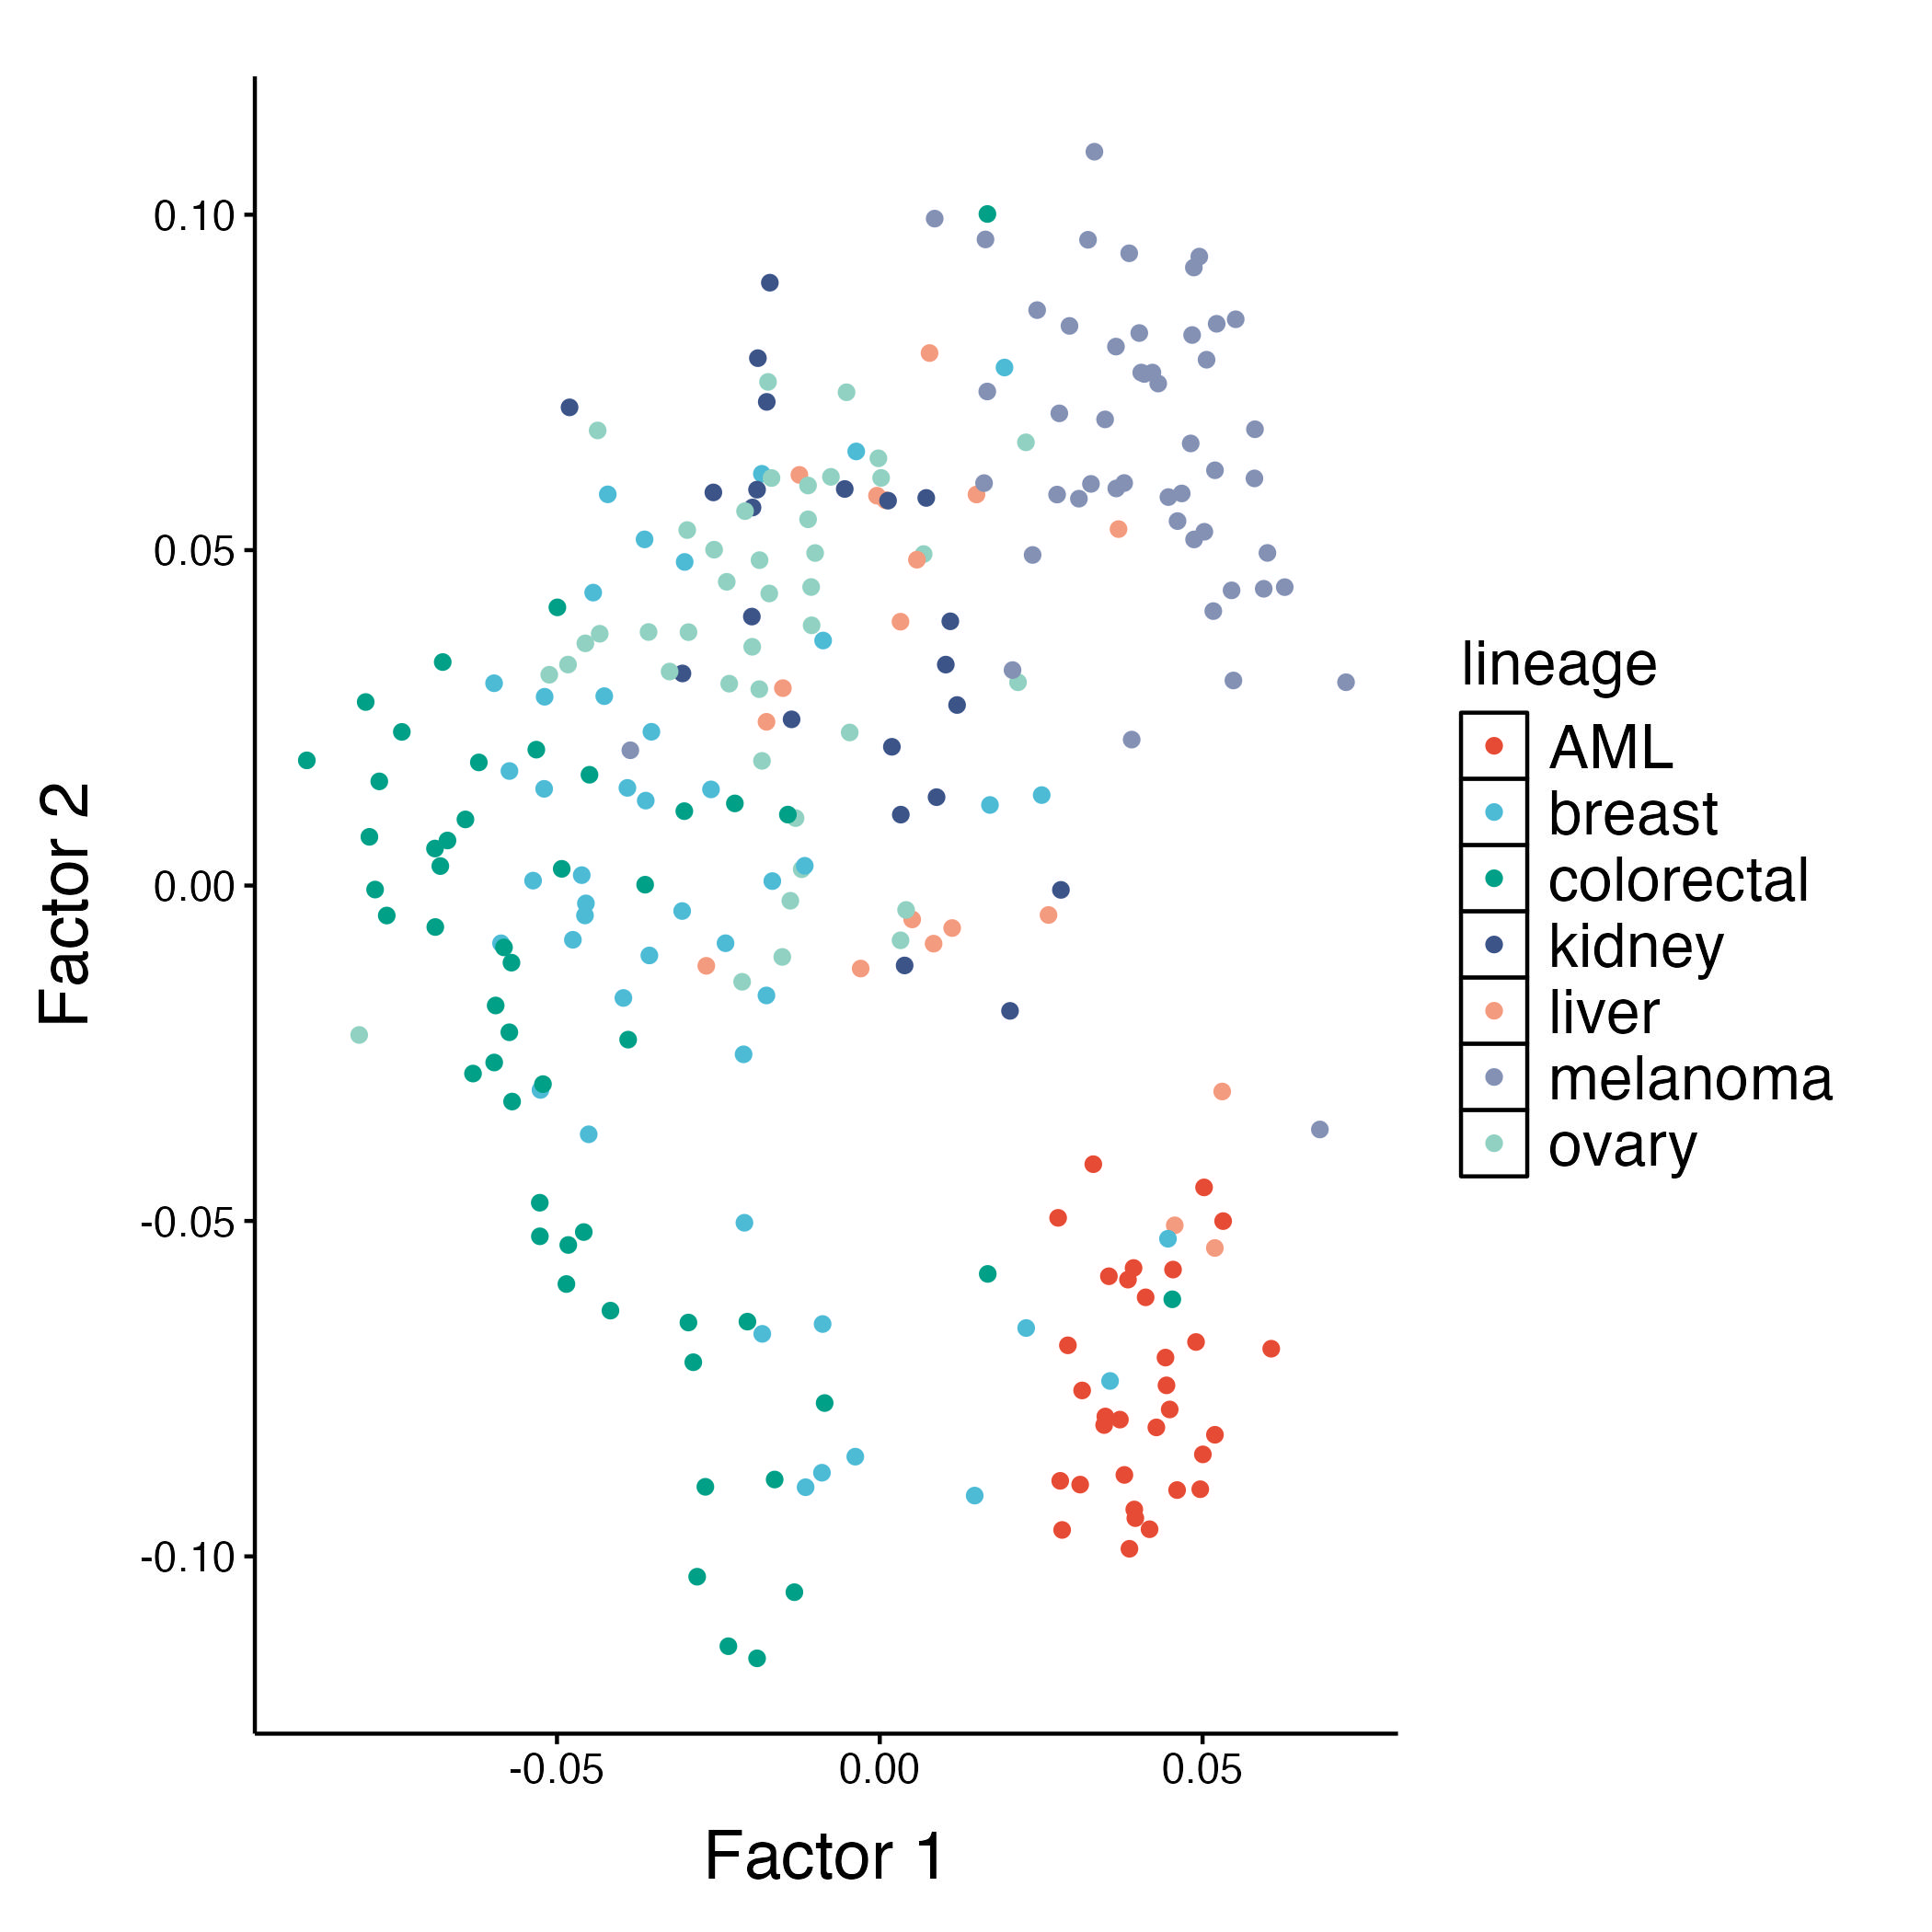 Factor 2
0.10
0.05
0.00
-0.05
-0.10
-0.05
0.00
0.05
Factor 1
lineage
AML
breast
colorectal
kidney
liver
melanoma
ovary